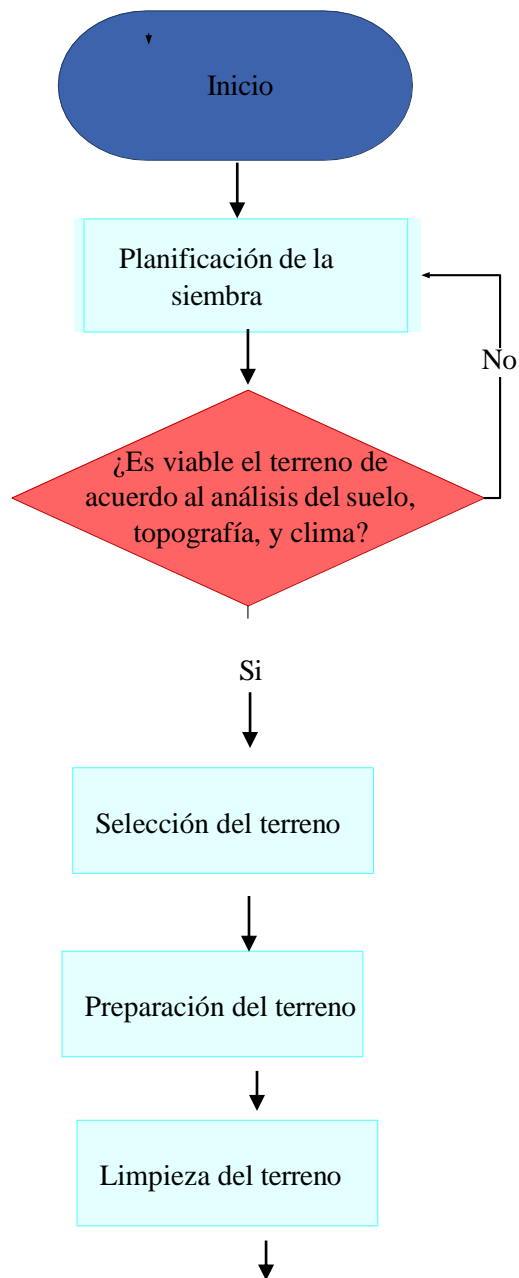 Inicio
Planificación de la
siembra
No
¿Es viable el terreno de
acuerdo al análisis del suelo,
topografía, y clima?
Si
Selección del terreno
Preparación del terreno
Limpieza del terreno